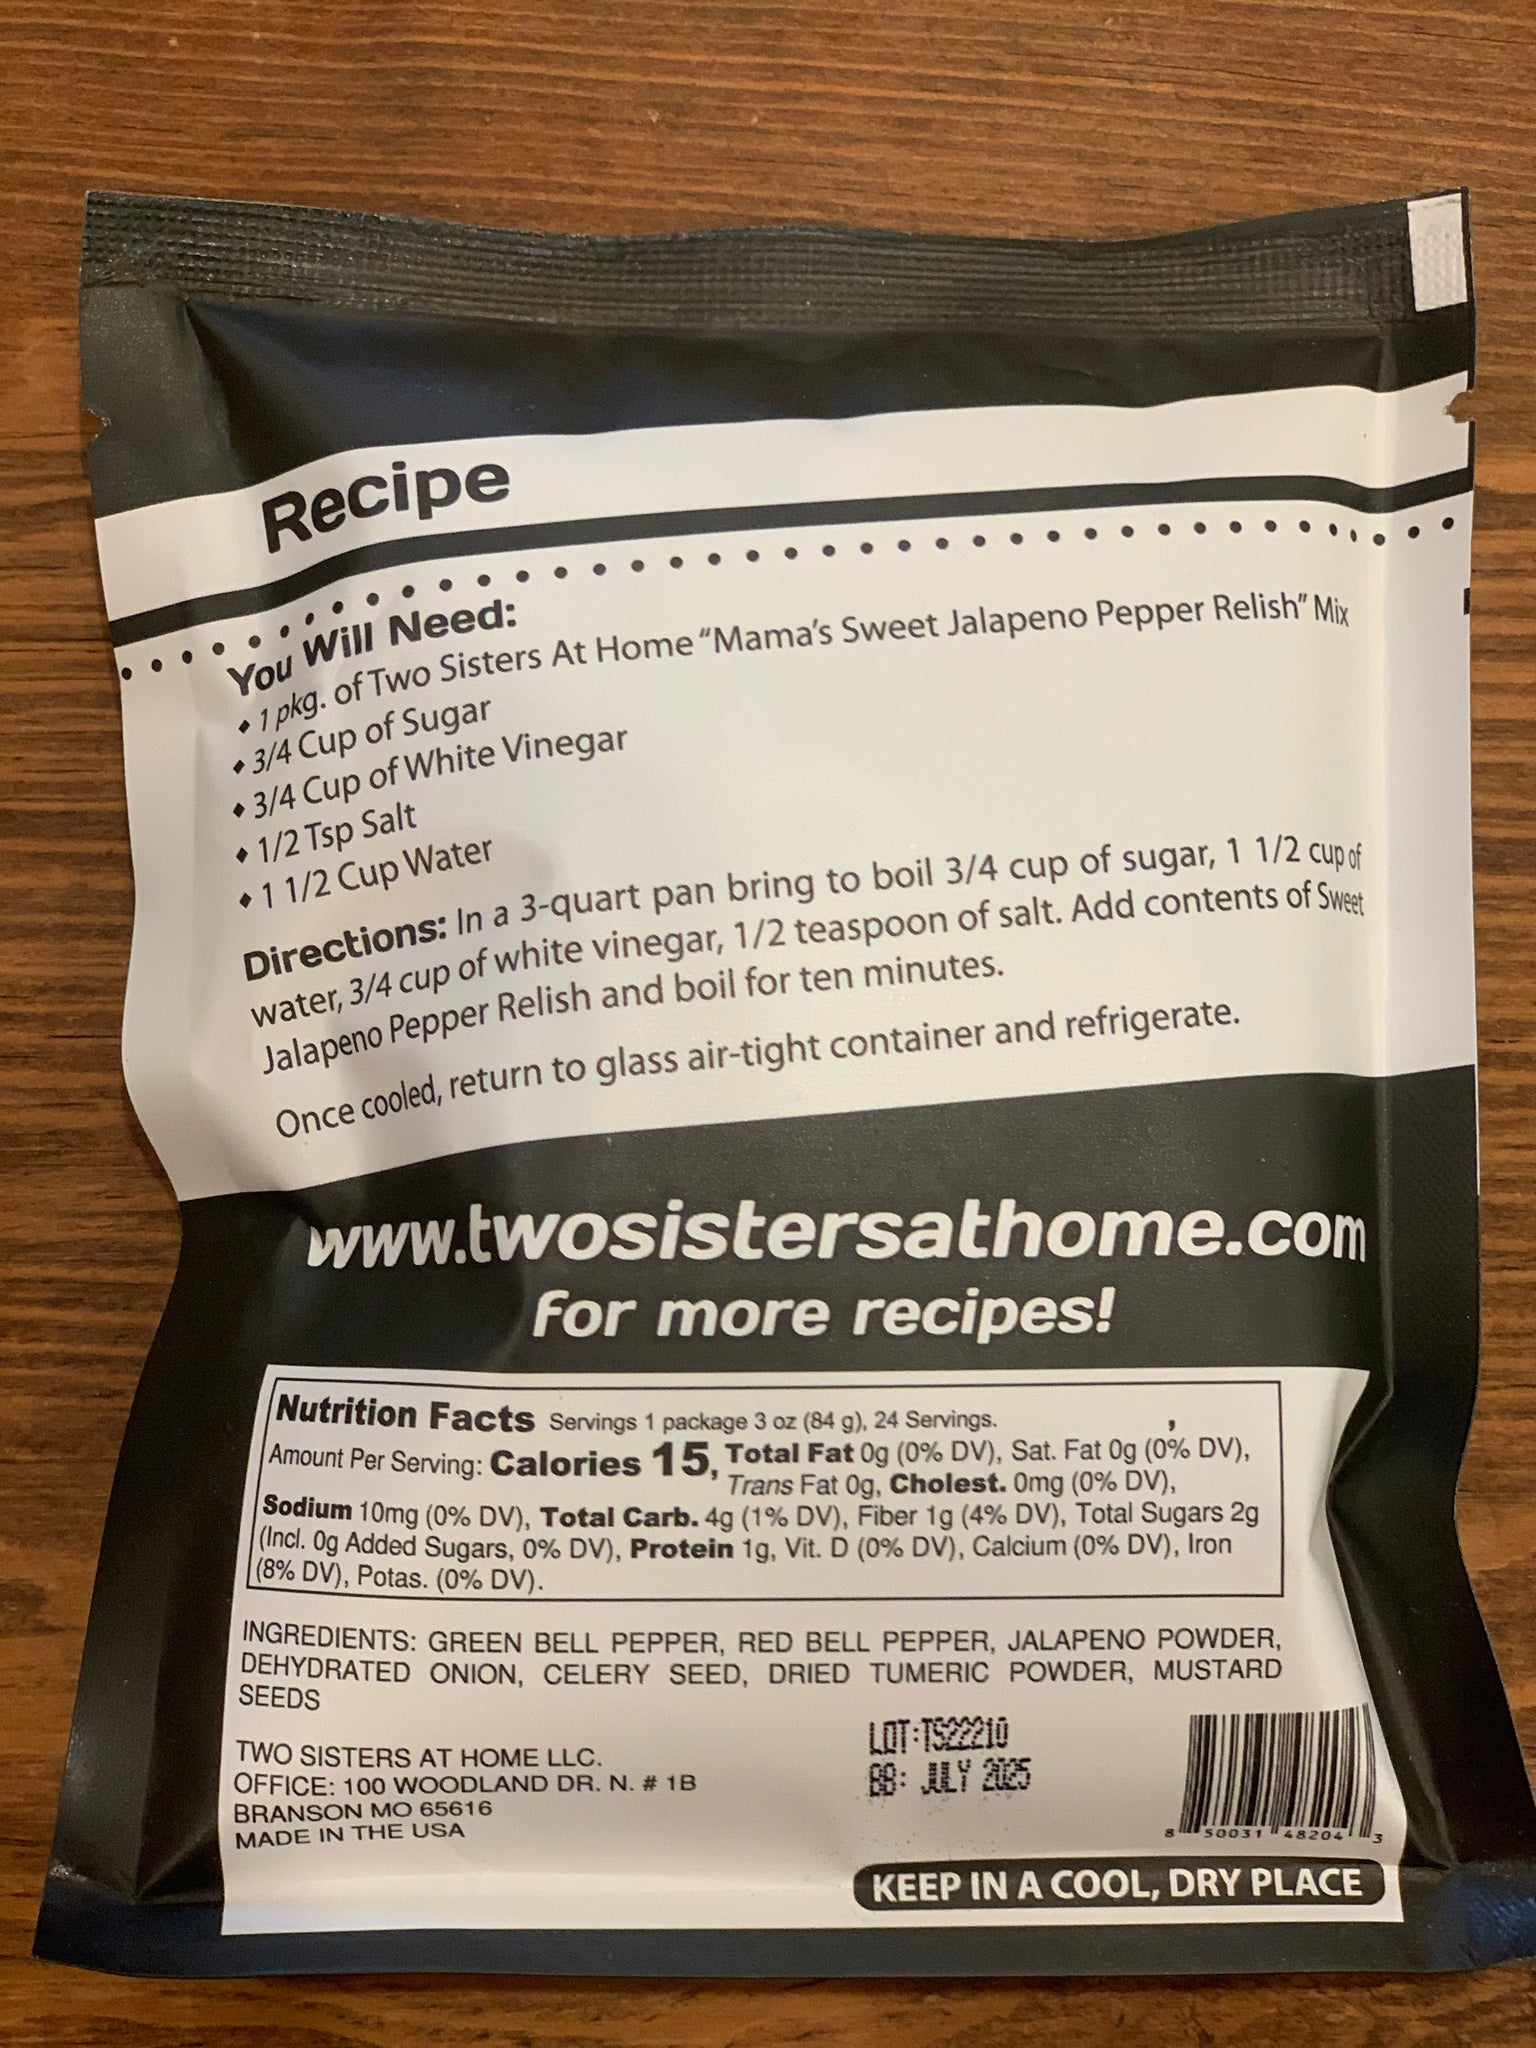 Recipe
You Will Need:
◆ 1 pkg. of Two Sisters At Home “Mama’s Sweet Jalapeno Pepper Relish” Mix
◆ 3/4 Cup of Sugar
◆ 3/4 Cup of White Vinegar
◆ 1/2 Tsp Salt
◆ 1 1/2 Cup Water
Directions: In a 3-quart pan bring to boil 3/4 cup of sugar, 1 1/2 cup of
water, 3/4 cup of white vinegar, 1/2 teaspoon of salt. Add contents of Sweet
Jalapeno Pepper Relish and boil for ten minutes.
Once cooled, return to glass air-tight container and refrigerate.
www.twosistersathome.com
for more recipes!
Nutrition Facts Servings 1 package 3 oz (84 g), 24 Servings.
Amount Per Serving: Calories 15, Total Fat 0g (0% DV), Sat. Fat 0g (0% DV),
Trans Fat 0g, Cholest. 0mg (0% DV),
Sodium 10mg (0% DV), Total Carb. 4g (1% DV), Fiber 1g (4% DV), Total Sugars 2g
(Incl. 0g Added Sugars, 0% DV), Protein 1g, Vit. D (0% DV), Calcium (0% DV), Iron
(8% DV), Potas. (0% DV).
INGREDIENTS: GREEN BELL PEPPER, RED BELL PEPPER, JALAPENO POWDER,
DEHYDRATED ONION, CELERY SEED, DRIED TUMERIC POWDER, MUSTARD
SEEDS
TWO SISTERS AT HOME LLC.
OFFICE: 100 WOODLAND DR. N. # 1B
BRANSON MO 65616
MADE IN THE USA
LOT:TS22210
BB: JULY 2025
8 50031 48204 3
KEEP IN A COOL, DRY PLACE